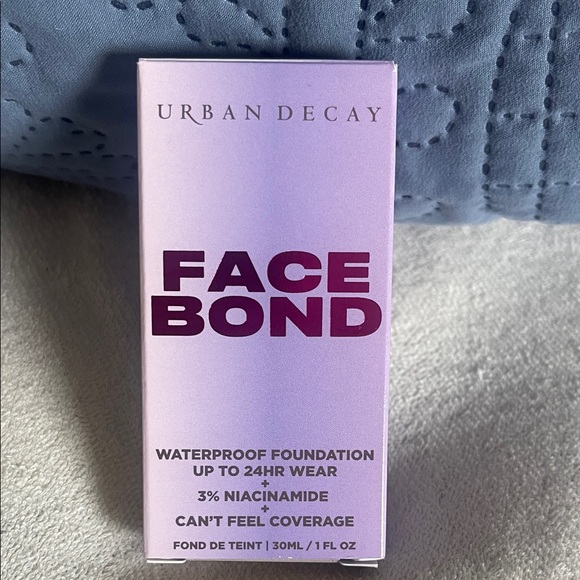 URBAN DECAY
FACE
BOND
WATERPROOF FOUNDATION
UP TO 24HR WEAR
+
3% NIACINAMIDE
+
CAN'T FEEL COVERAGE
FOND DE TEINT | 30ML / 1 FL OZ